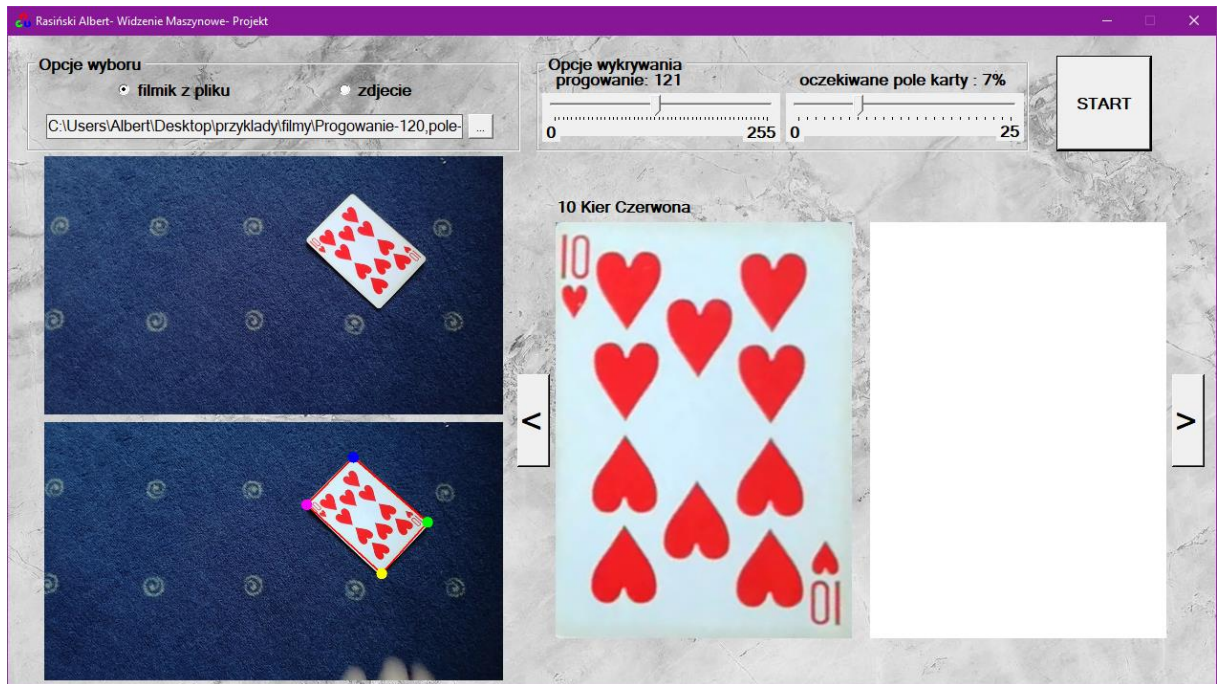 Rasiński Albert- Widzenie Maszynowe- Projekt
Opcje wyboru
filmik z pliku
zdjecie
C:\Users\Albert\Desktop\przyklady\filmy\Progowanie-120,pole-
...
Opcje wykrywania
progowanie: 121
0
255
oczekiwane pole karty : 7%
0
25
START
10 Kier Czerwona
10
10
<
>